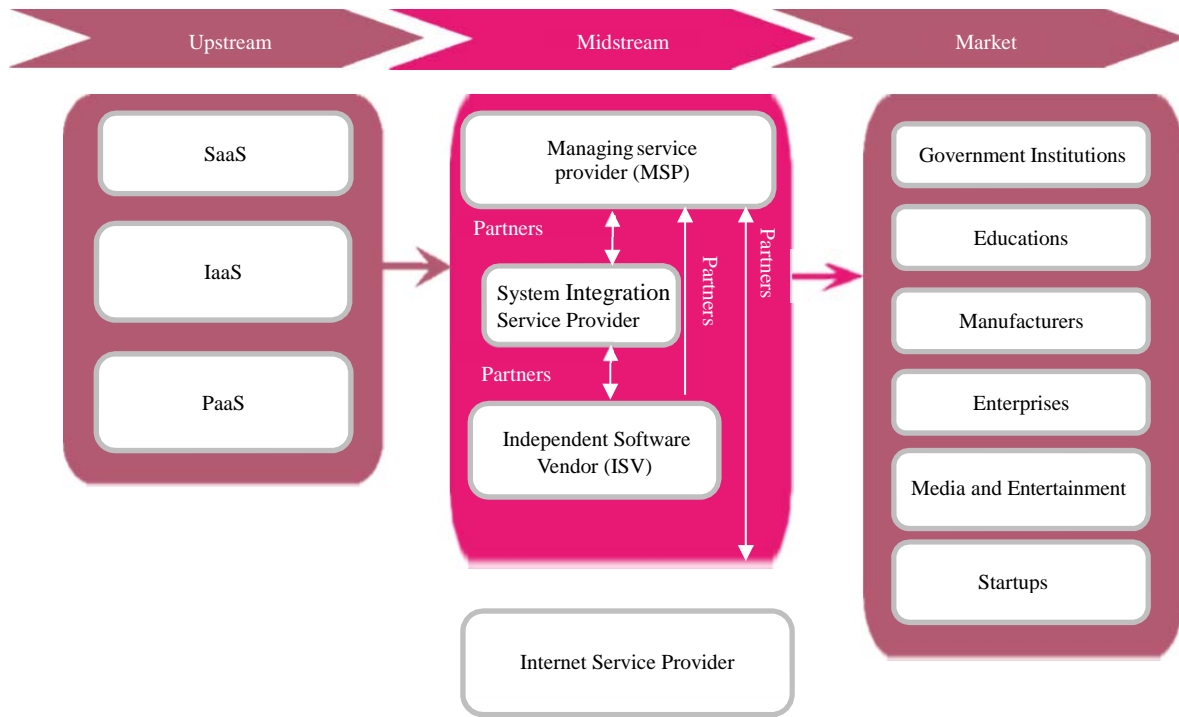 Upstream
Midstream
Market
SaaS
IaaS
PaaS
Managing service
provider (MSP)
Partners
System Integration
Service Provider
Partners
Independent Software
Vendor (ISV)
Partners
Partners
Internet Service Provider
Government Institutions
Educations
Manufacturers
Enterprises
Media and Entertainment
Startups